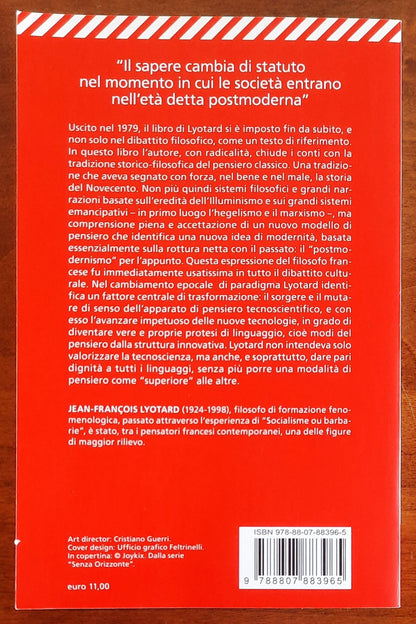 “Il sapere cambia di statuto
nel momento in cui le società entrano
nell’età detta postmoderna”
Uscito nel 1979, il libro di Lyotard si è imposto fin da subito, e
non solo nel dibattito filosofico, come un testo di riferimento.
In questo libro l’autore, con radicalità, chiude i conti con la
tradizione storico-filosofica del pensiero classico. Una tradizio-
ne che aveva segnato con forza, nel bene e nel male, la storia
del Novecento. Non più quindi sistemi filosofici e grandi nar-
razioni basate sull’eredità dell’Illuminismo e sui grandi sistemi
emancipativi – in primo luogo l’hegelismo e il marxismo –, ma
comprensione piena e accettazione di un nuovo modello di
pensiero che identifica una nuova idea di modernità, basata
essenzialmente sulla rottura netta con il passato: il “postmo-
dernismo” per l’appunto. Questa espressione del filosofo fran-
cese fu immediatamente usatissima in tutto il dibattito cultu-
rale. Nel cambiamento epocale di paradigma Lyotard identi-
fica un fattore centrale di trasformazione: il sorgere e il muta-
re di senso dell’apparato di pensiero tecnoscientifico, e con
esso l’avanzare impetuoso delle nuove tecnologie, in grado di
diventare vere e proprie protesi di linguaggio, cioè modi del
pensiero dalla struttura innovativa. Lyotard non intendeva solo
valorizzare la tecnoscienza, ma anche, e soprattutto, dare pari
dignità a tutti i linguaggi, senza più porre una modalità di
pensiero come “superiore” alle altre.
JEAN-FRANÇOIS LYOTARD (1924-1998), filosofo di formazione feno-
menologica, passato attraverso l’esperienza di “Socialisme ou barba-
rie”, è stato, tra i pensatori francesi contemporanei, una delle figure
di maggior rilievo.
Art director: Cristiano Guerri.
Cover design: Ufficio grafico Feltrinelli.
In copertina: © Joykix. Dalla serie
“Senza Orizzonte”.
euro 11,00
ISBN 978-88-07-88396-5
9 788807 883965